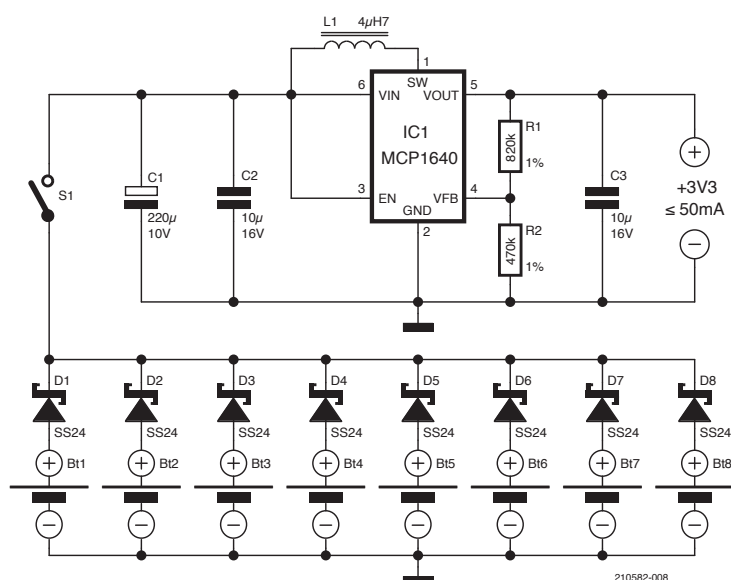 L1 4µH7
1
SW
6 VIN VOUT 5
IC1
MCP1640
R1
820k
1%
S1
C1
220µ
10V
C2
10µ
16V
3 EN VFB 4
GND
2
R2
470k
1%
C3
10µ
16V
+
+3V3
≤ 50mA
−
D1 D2 D3 D4 D5 D6 D7 D8
SS24 SS24 SS24 SS24 SS24 SS24 SS24 SS24
+ Bt1 + Bt2 + Bt3 + Bt4 + Bt5 + Bt6 + Bt7 + Bt8
− − − − − − − −
210582-008